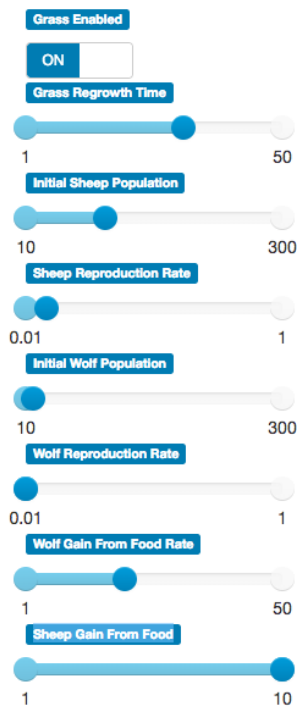 Grass Enabled
ON
Grass Regrowth Time
1 50
Initial Sheep Population
10 300
Sheep Reproduction Rate
0.01 1
Initial Wolf Population
10 300
Wolf Reproduction Rate
0.01 1
Wolf Gain From Food Rate
1 50
Sheep Gain From Food
1 10